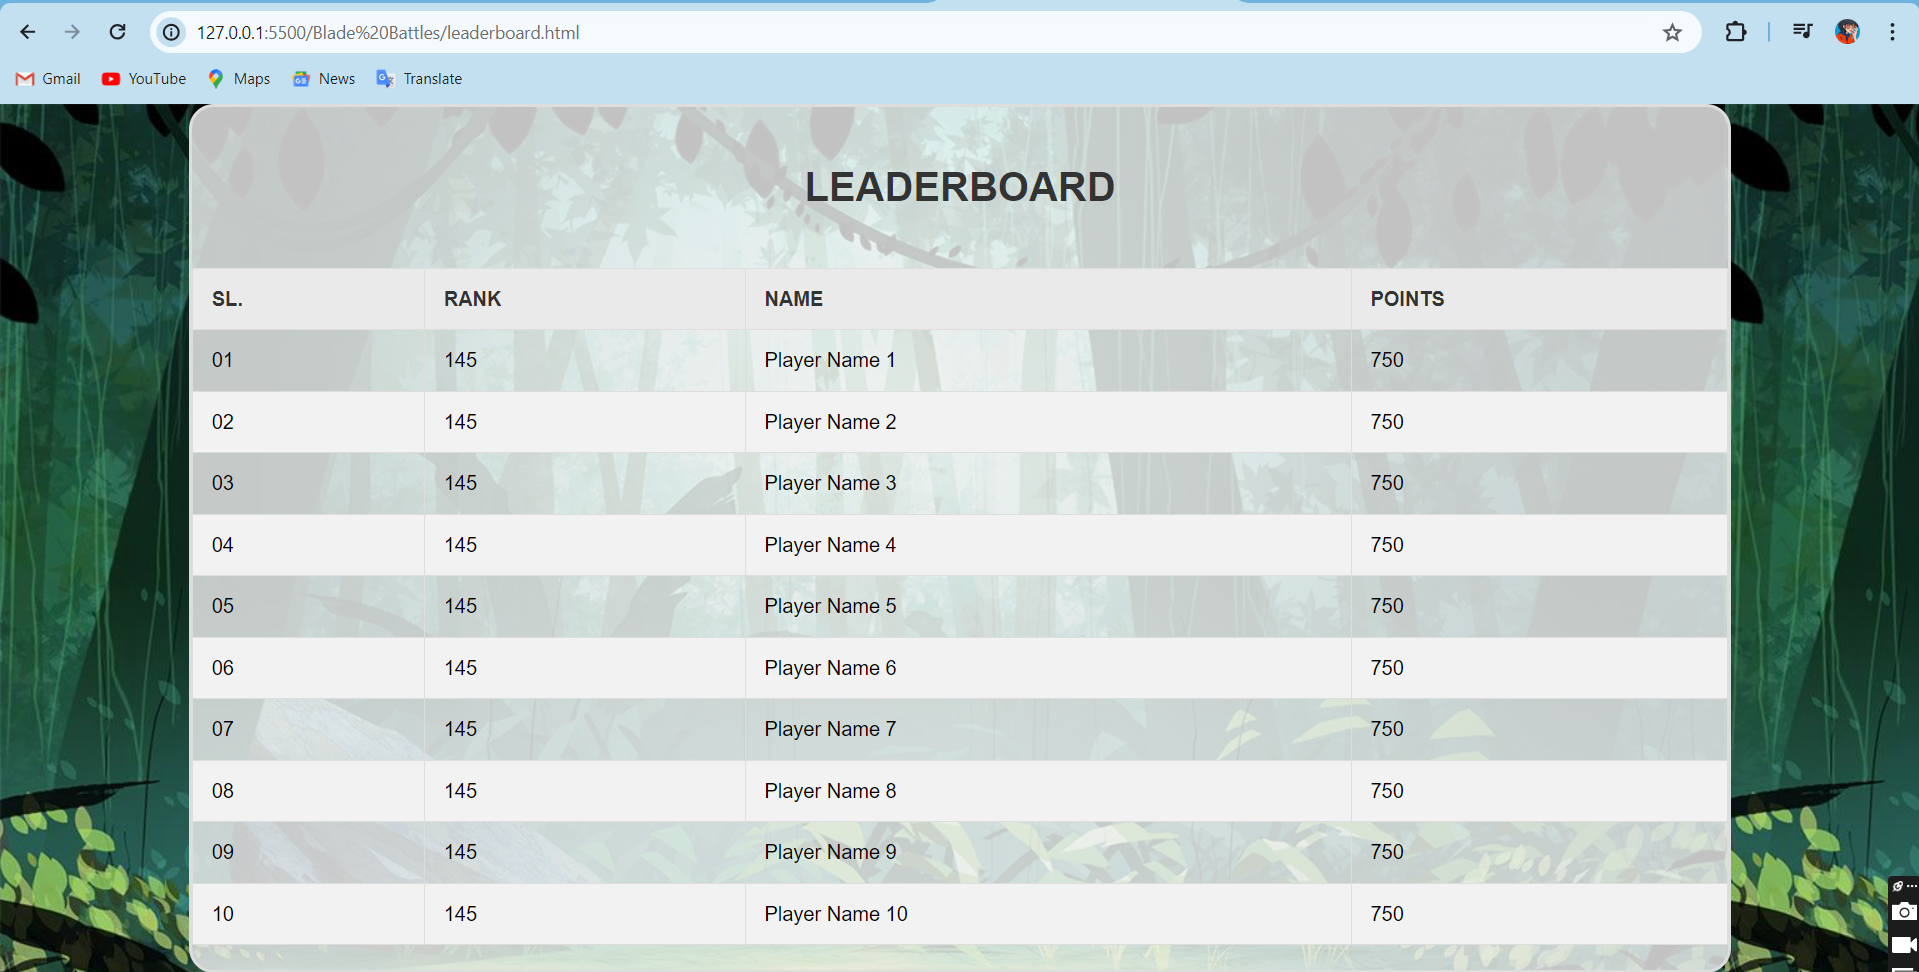 127.0.0.1:5500/Blade%20Battles/leaderboard.html
Gmail YouTube Maps News Translate
LEADERBOARD
SL. RANK NAME POINTS
01 145 Player Name 1 750
02 145 Player Name 2 750
03 145 Player Name 3 750
04 145 Player Name 4 750
05 145 Player Name 5 750
06 145 Player Name 6 750
07 145 Player Name 7 750
08 145 Player Name 8 750
09 145 Player Name 9 750
10 145 Player Name 10 750